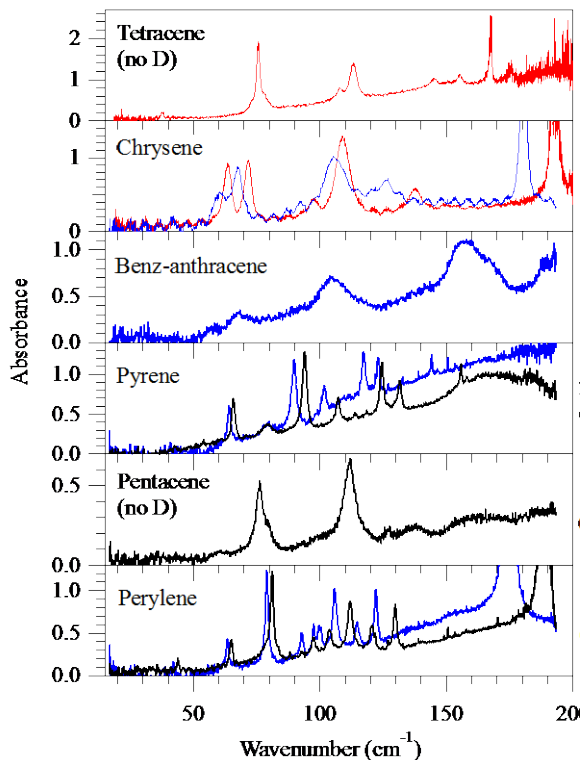 Absorbance
Tetracene
(no D)
2
1
0
Chrysene
1
0
Benz-anthracene
1.0
0.5
0.0
Pyrene
1.0
0.5
0.0
Pentacene
(no D)
0.5
0.0
Perylene
1.0
0.5
0.0
50 100 150 200
Wavenumber (cm⁻¹)